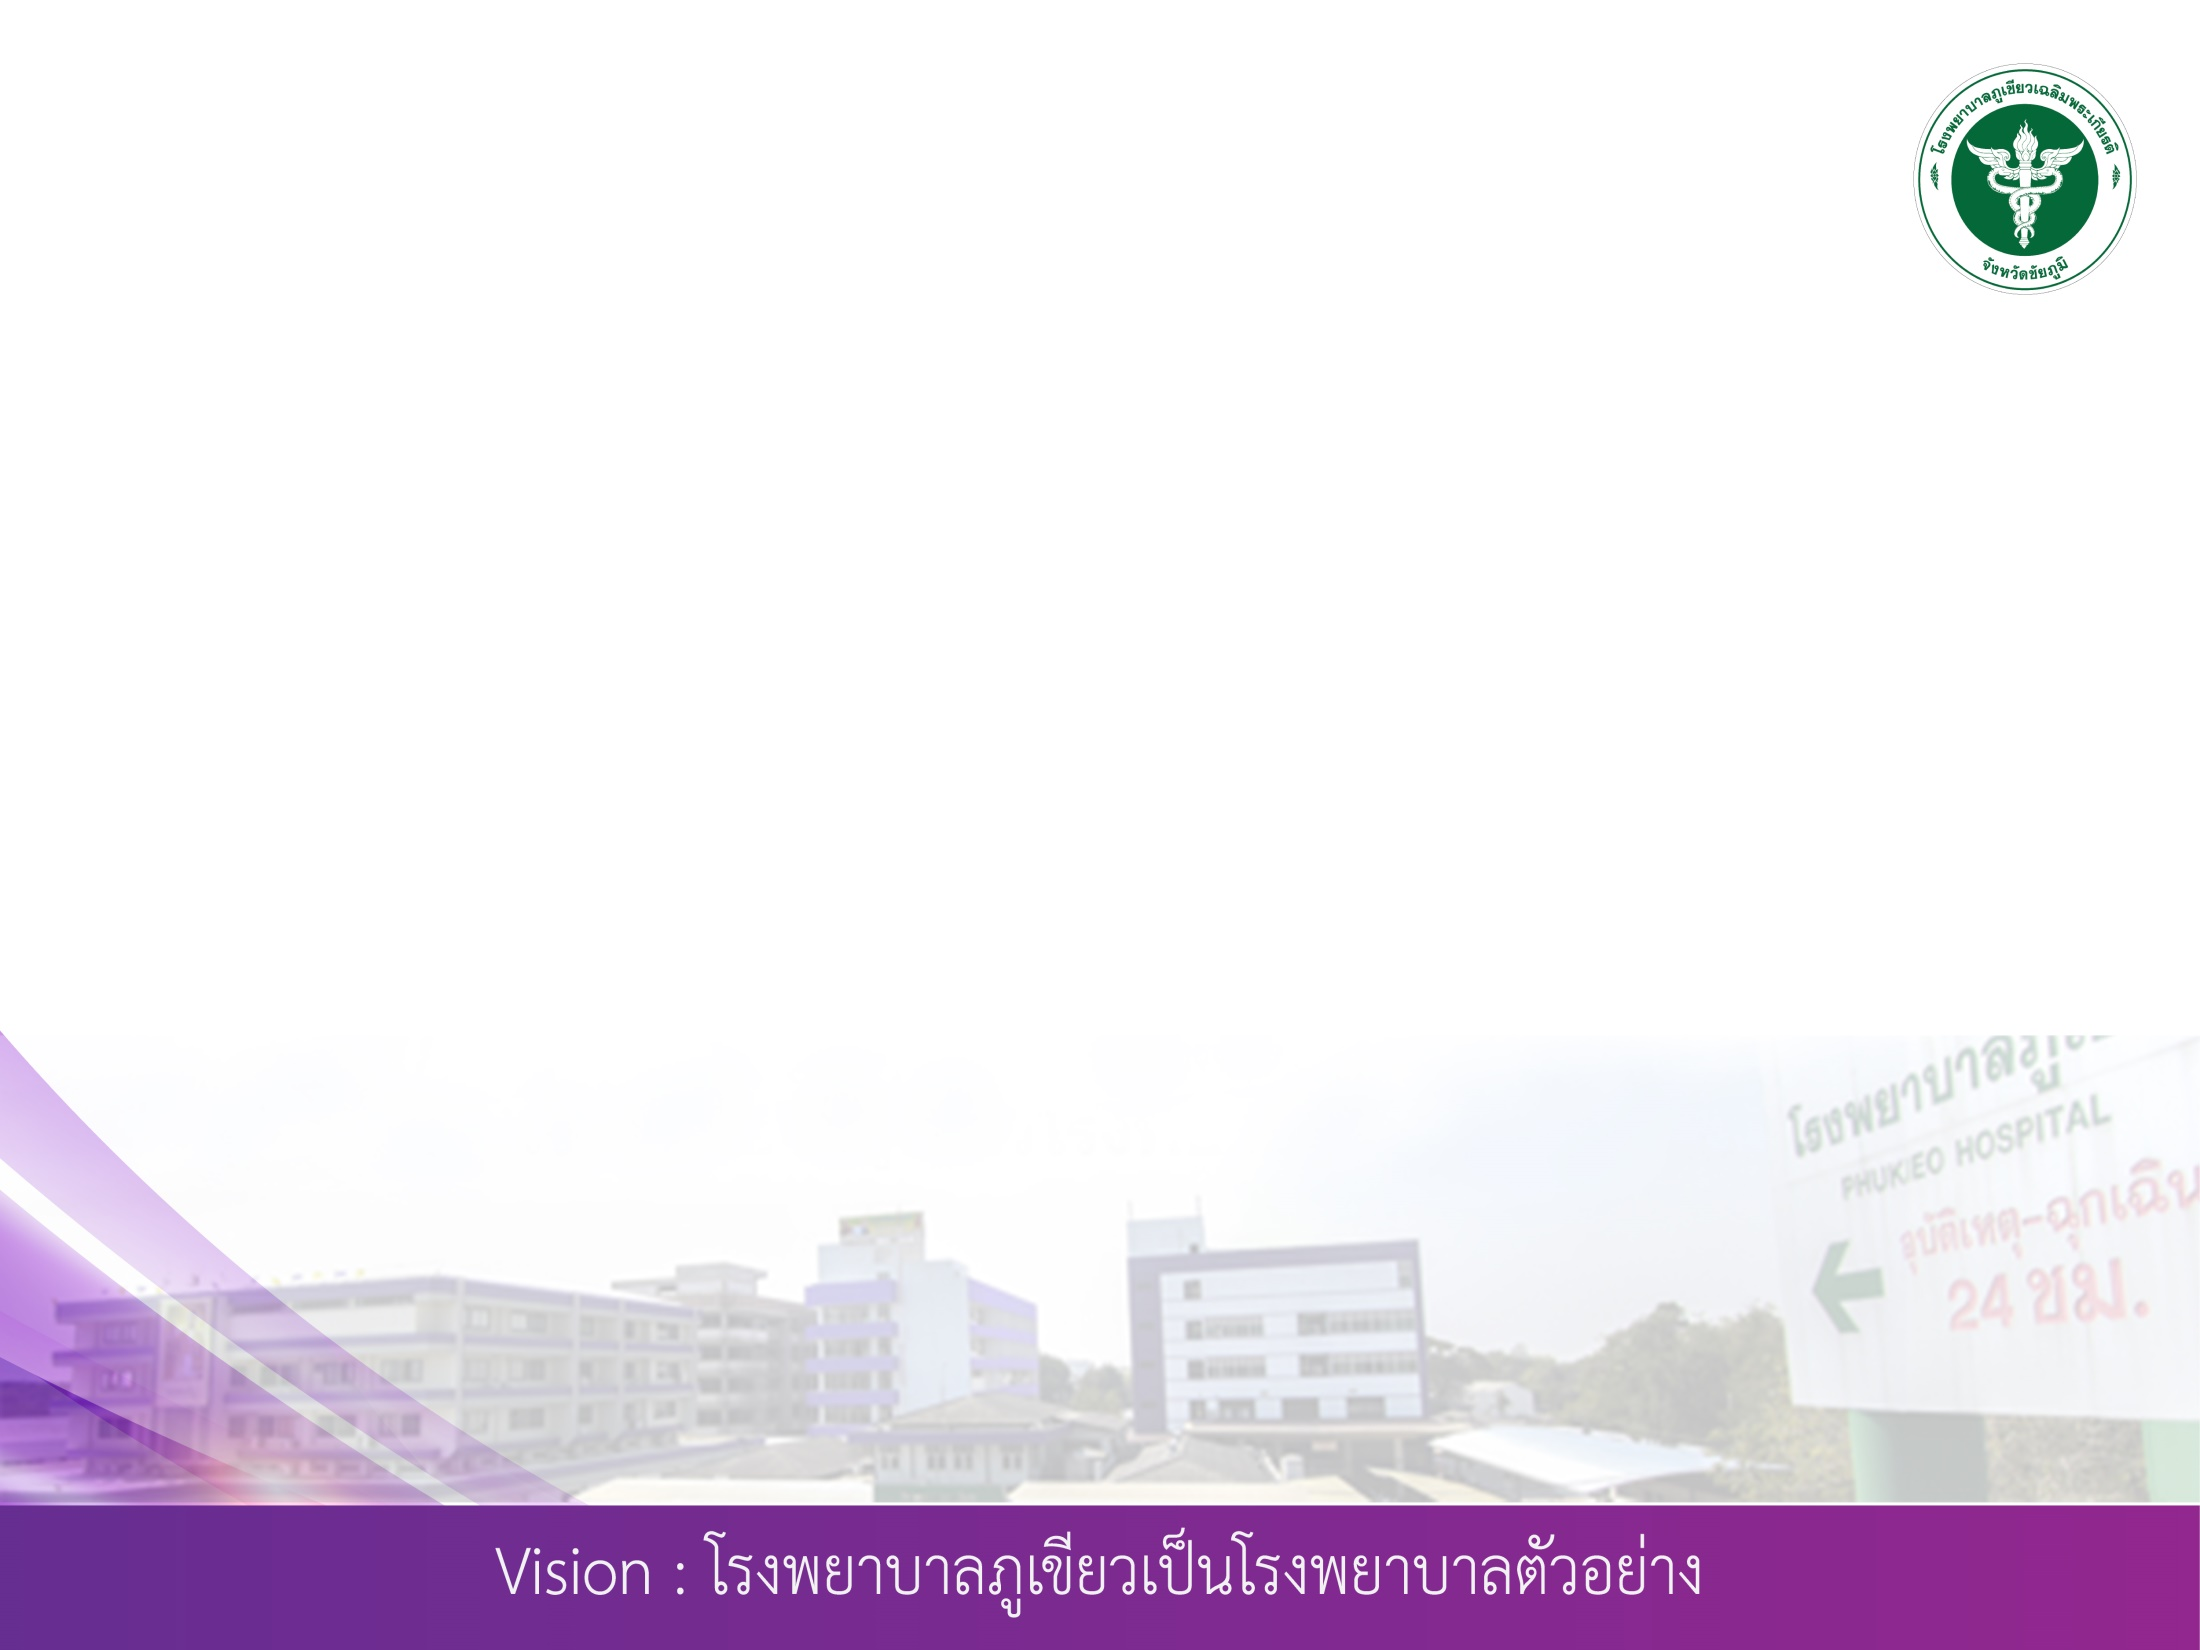 โรงพยาบาลภูเขียวเฉลิมพระเกียรติ
จังหวัดชัยภูมิ
โรงพยาบาลภูเ
PHUKIEO HOSPITAL
อุบัติเหตุ-ฉุกเฉิน
24 ชม.
Vision : โรงพยาบาลภูเขียวเป็นโรงพยาบาลตัวอย่าง